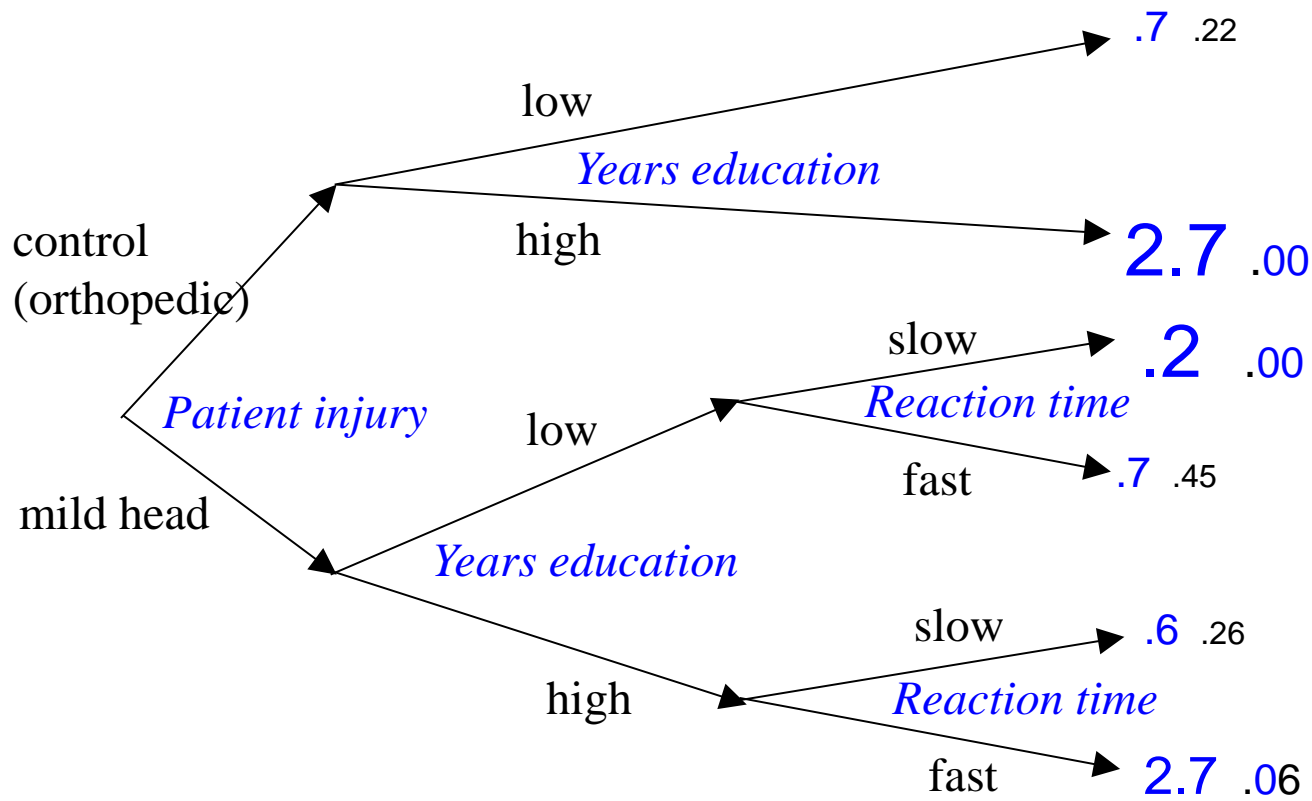 .7 .22
low
Years education
control
(orthopedic)
high
2.7 .00
slow
.2 .00
Patient injury
low
Reaction time
fast
.7 .45
mild head
Years education
slow
.6 .26
high
Reaction time
fast
2.7 .06